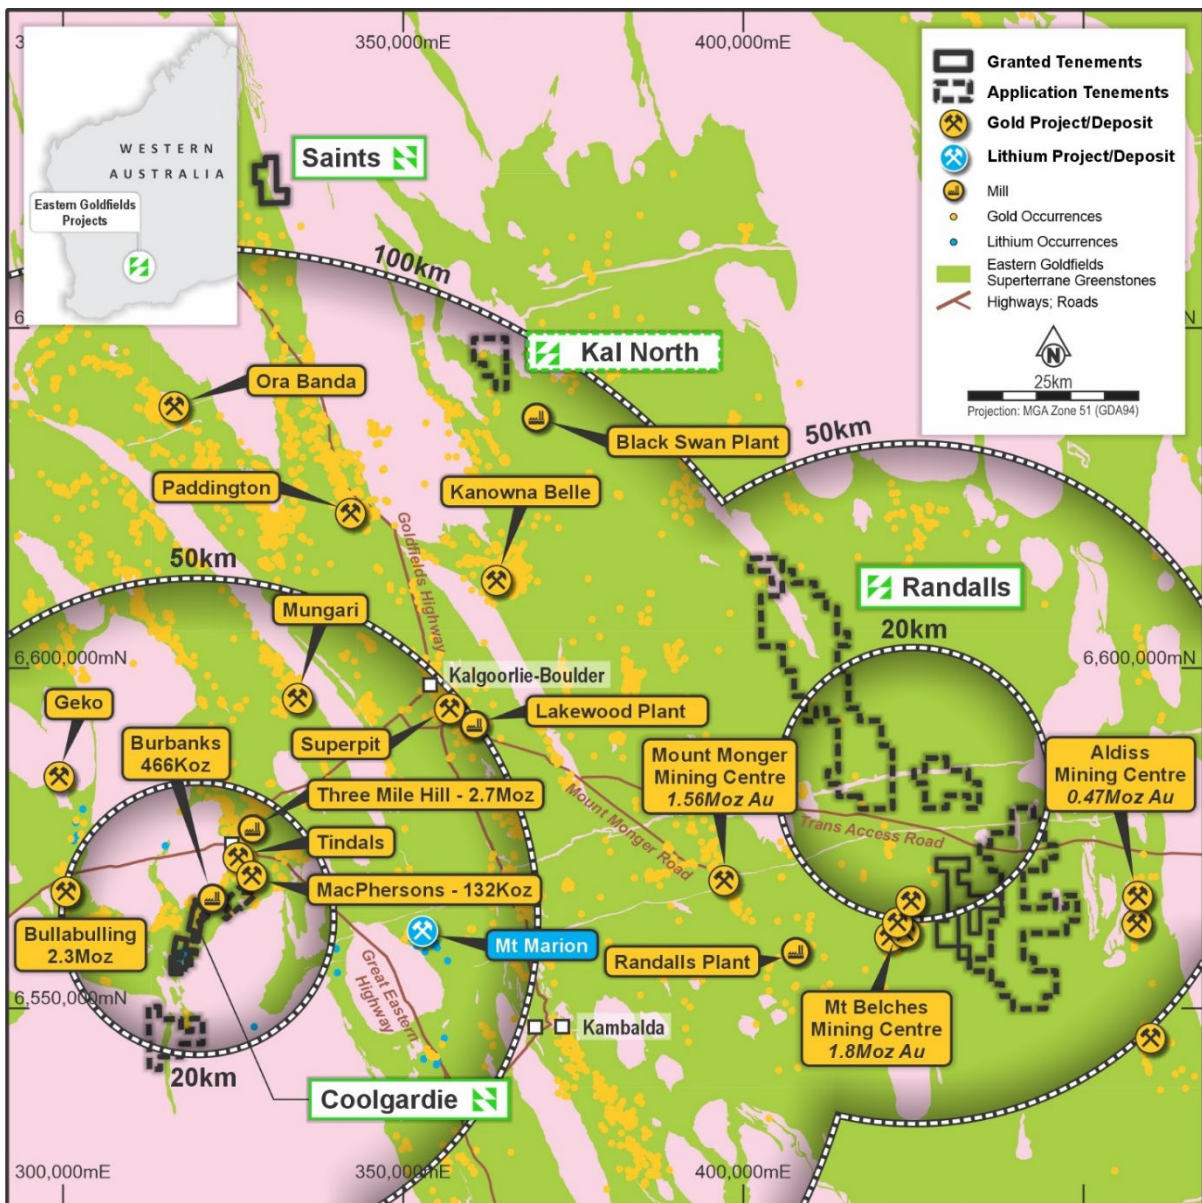 350,000mE
400,000mE
WESTERN
AUSTRALIA
Eastern Goldfields
Projects
Granted Tenements
Application Tenements
Gold Project/Deposit
Lithium Project/Deposit
Mill
Gold Occurrences
Lithium Occurrences
Eastern Goldfields
Superterrane Greenstones
Highways; Roads
N
25km
Projection: MGA Zone 51 (GDA94)
Saints
100km
Kal North
Ora Banda
Black Swan Plant
50km
Paddington
Kanowna Belle
Goldfields Highway
50km
Randalls
20km
Mungari
6,600,000mN
6,600,000mN
Kalgoorlie-Boulder
Geko
Lakewood Plant
Superpit
Burbanks
466Koz
Mount Monger
Mining Centre
1.56Moz Au
Aldiss
Mining Centre
0.47Moz Au
Three Mile Hill - 2.7Moz
Mount Monger Road
Trans Access Road
Tindals
MacPhersons - 132Koz
Bullabulling
2.3Moz
Mt Marion
Randalls Plant
Great Eastern
Highway
6,550,000mN
Mt Belches
Mining Centre
1.8Moz Au
Kambalda
20km
Coolgardie
300,000mE
350,000mE
400,000mE